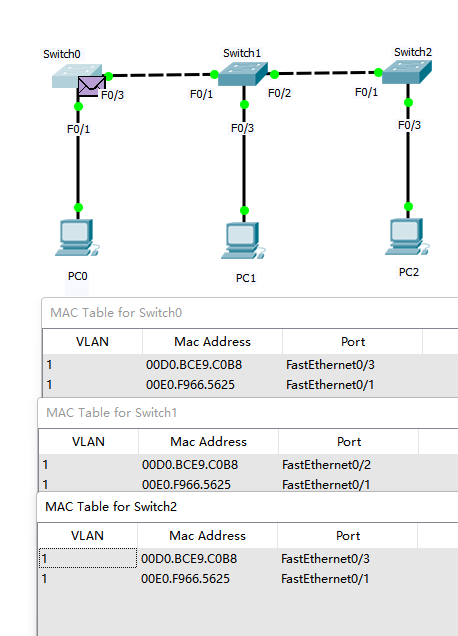 Switch0 Switch1 Switch2
F0/3 F0/1 F0/2 F0/1
F0/1 F0/3 F0/3
PC0 PC1 PC2
MAC Table for Switch0
VLAN Mac Address Port
1 00D0.BCE9.C0B8 FastEthernet0/3
1 00E0.F966.5625 FastEthernet0/1
MAC Table for Switch1
VLAN Mac Address Port
1 00D0.BCE9.C0B8 FastEthernet0/2
1 00E0.F966.5625 FastEthernet0/1
MAC Table for Switch2
VLAN Mac Address Port
1 00D0.BCE9.C0B8 FastEthernet0/3
1 00E0.F966.5625 FastEthernet0/1